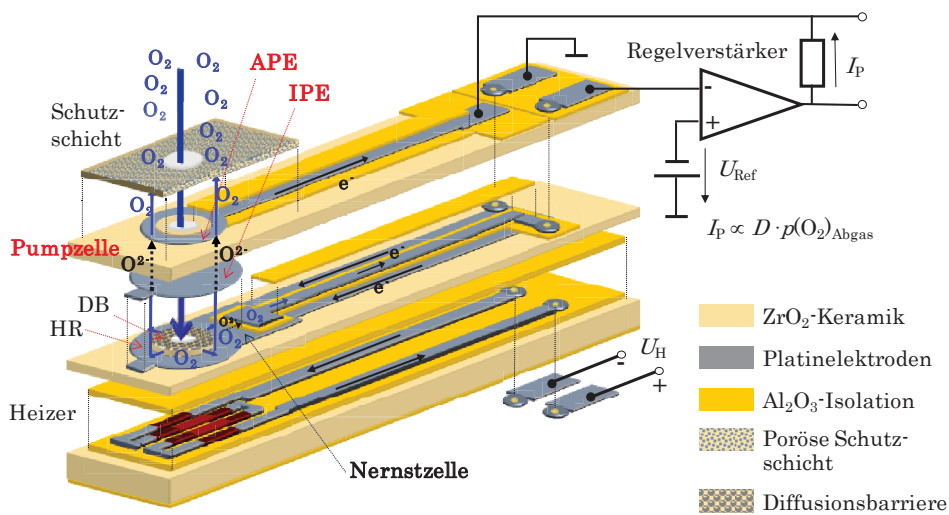 O₂ O₂
O₂
O₂ O₂
O₂ O₂
O₂ O₂
O₂ O₂
O₂
APE
IPE
Schutz-
schicht
Regelverstärker
-
+
I_P
U_Ref
I_P ∝ D · p(O₂)_Abgas
e⁻
Pumpzelle
O²⁻ O²⁻
e⁻
e
DB
HR
O₂ O₂
O₂
U_H
-
+
Heizer
Nernstzelle
ZrO₂-Keramik
Platinelektroden
Al₂O₃-Isolation
Poröse Schutz-
schicht
Diffusionsbarriere